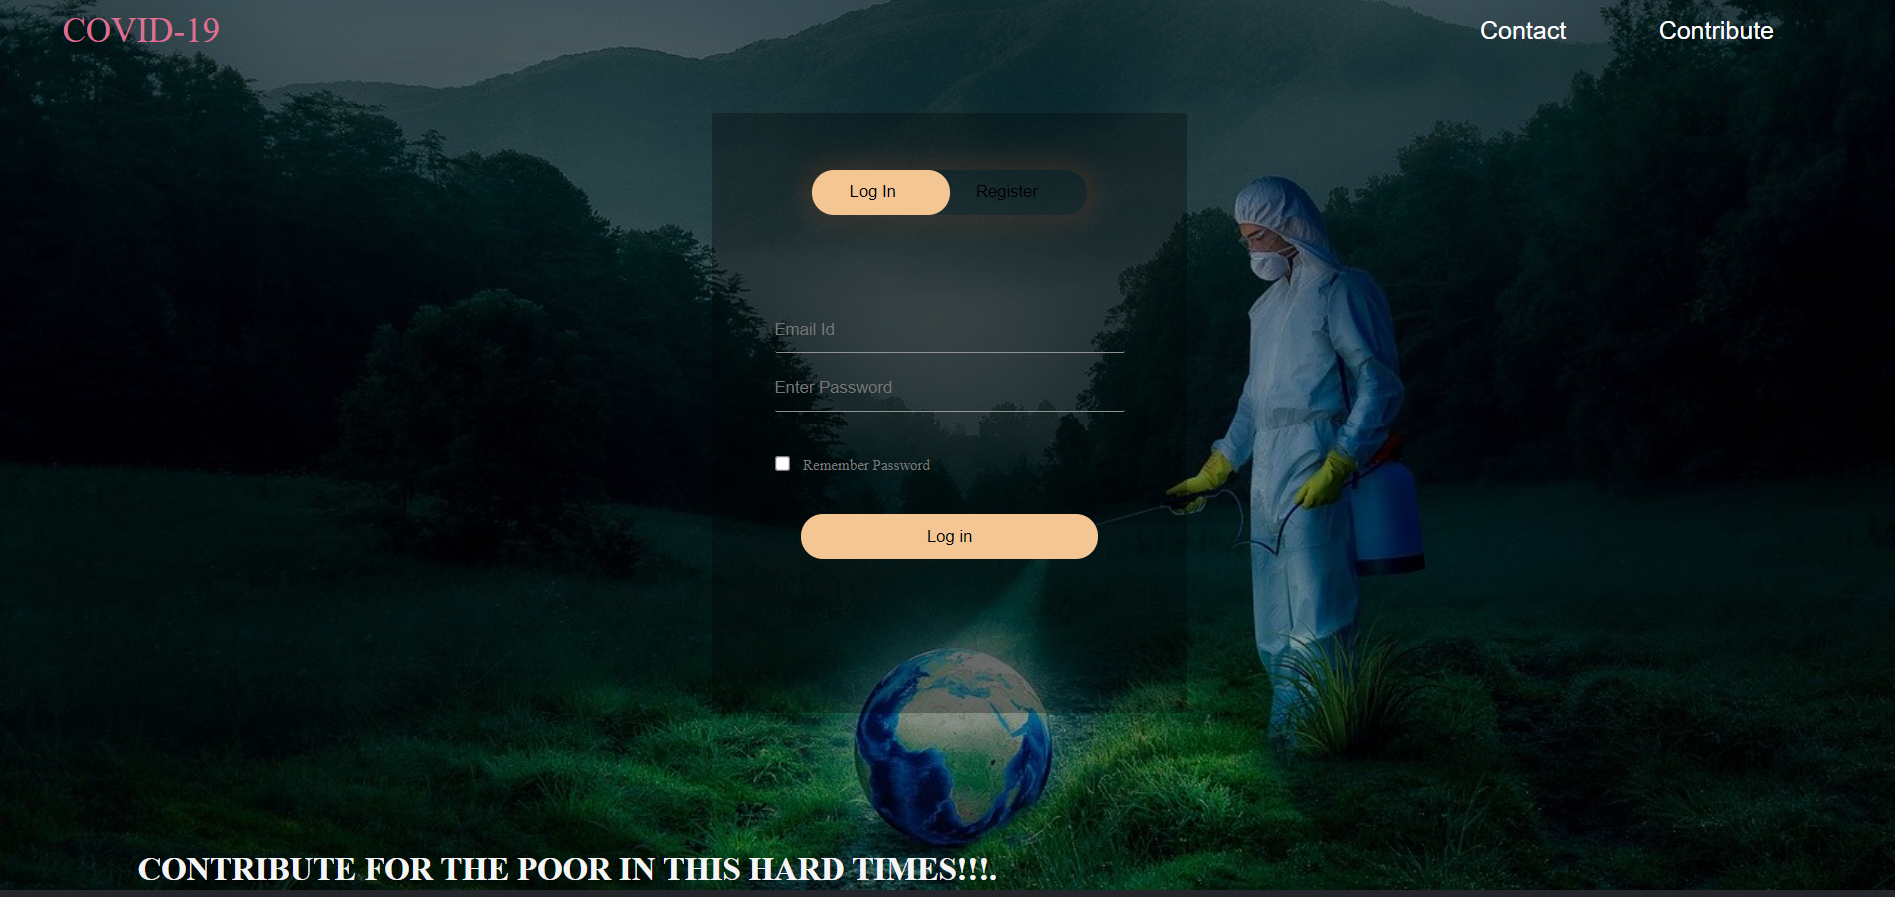 COVID-19
Contact
Contribute
Log In
Register
Email Id
Enter Password
Remember Password
Log in
CONTRIBUTE FOR THE POOR IN THIS HARD TIMES!!!.